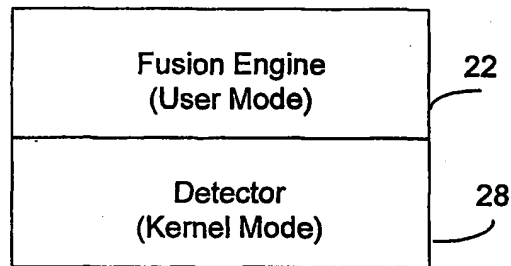 Fusion Engine
(User Mode)
22
Detector
(Kernel Mode)
28